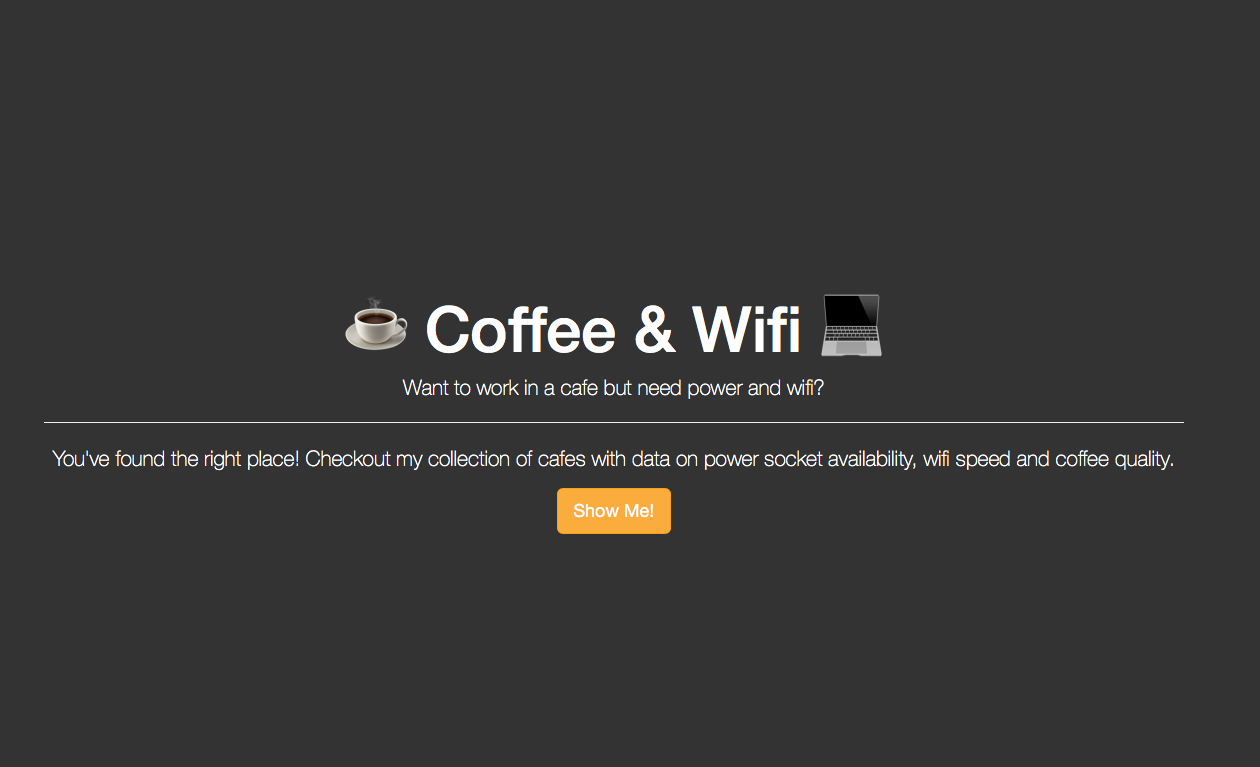 Coffee & Wifi
Want to work in a cafe but need power and wifi?
You've found the right place! Checkout my collection of cafes with data on power socket availability, wifi speed and coffee quality.
Show Me!